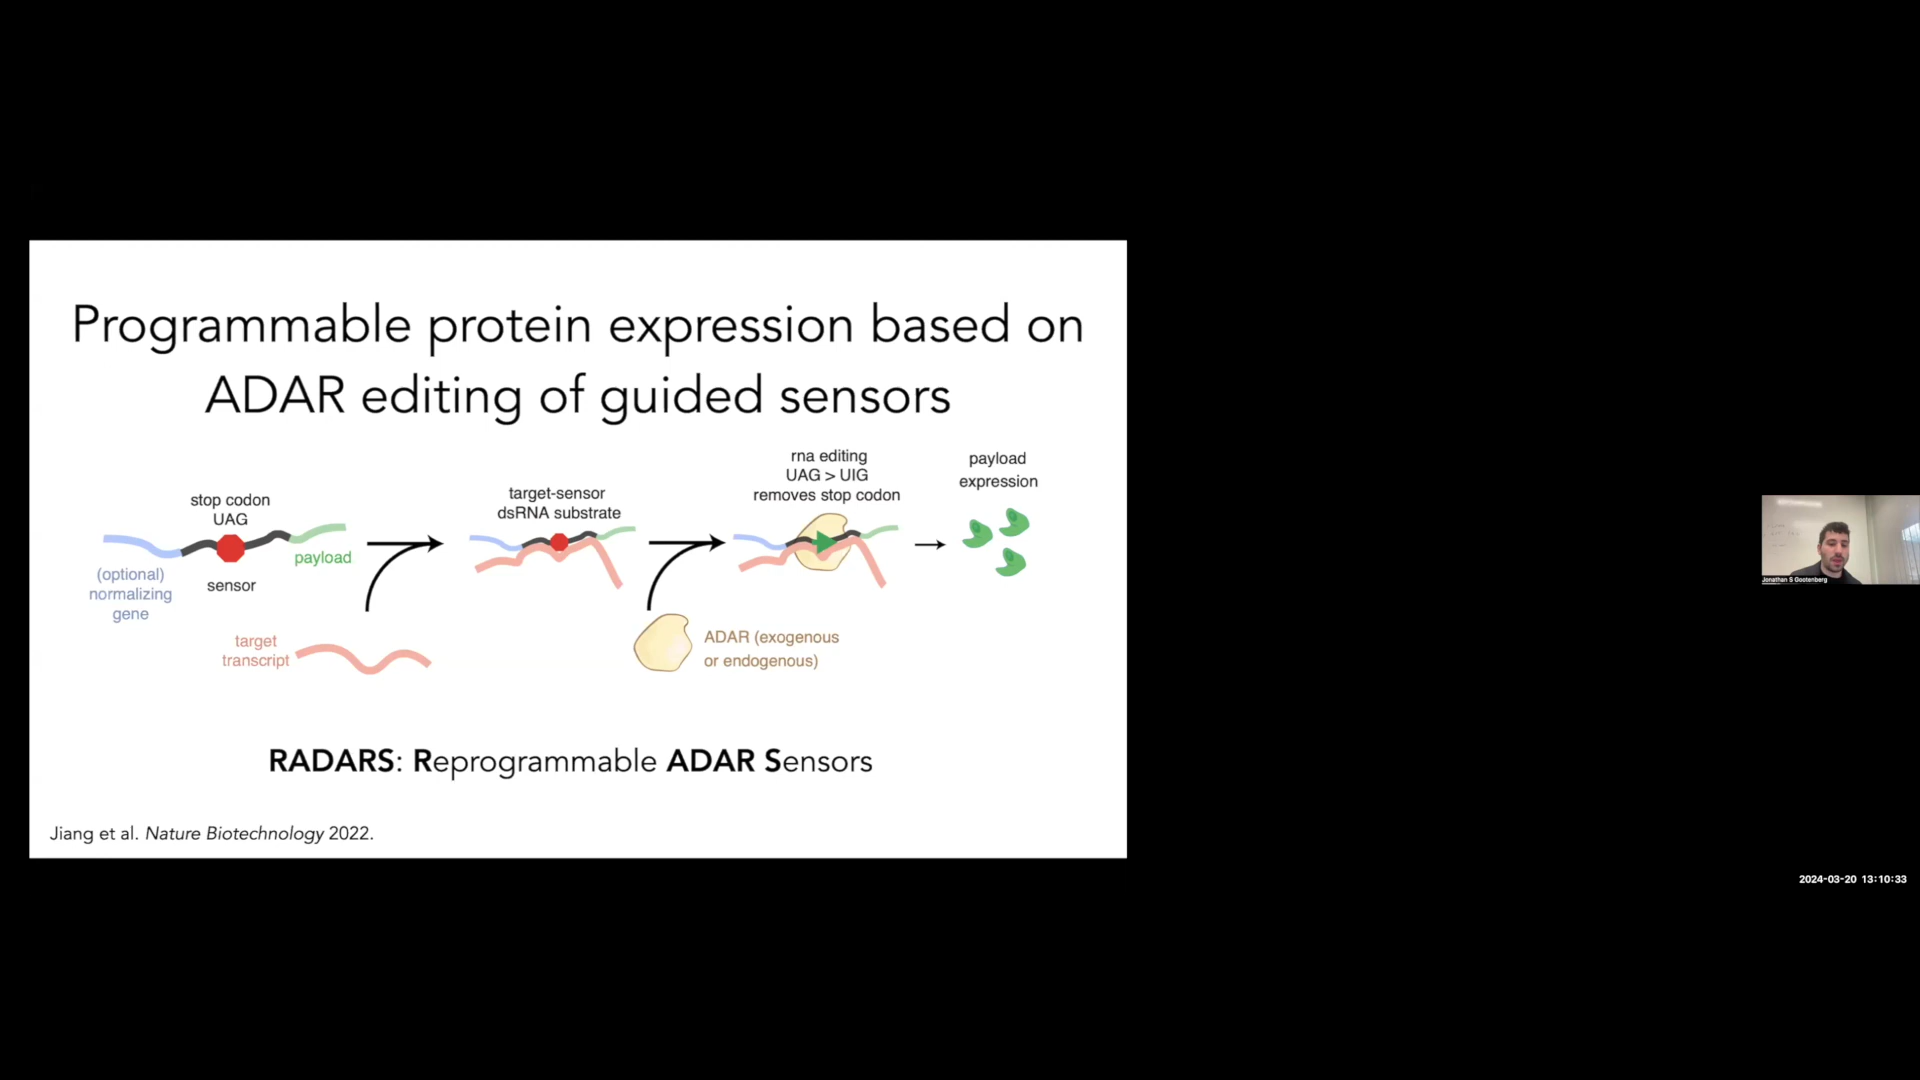 Programmable protein expression based on
ADAR editing of guided sensors
stop codon
UAG
(optional)
normalizing
gene
sensor
payload
target
transcript
target-sensor
dsRNA substrate
ADAR (exogenous
or endogenous)
rna editing
UAG > UIG
removes stop codon
payload
expression
RADARS: Reprogrammable ADAR Sensors
Jiang et al. Nature Biotechnology 2022.
Jonathan S Gootenberg
2024-03-20 13:10:33